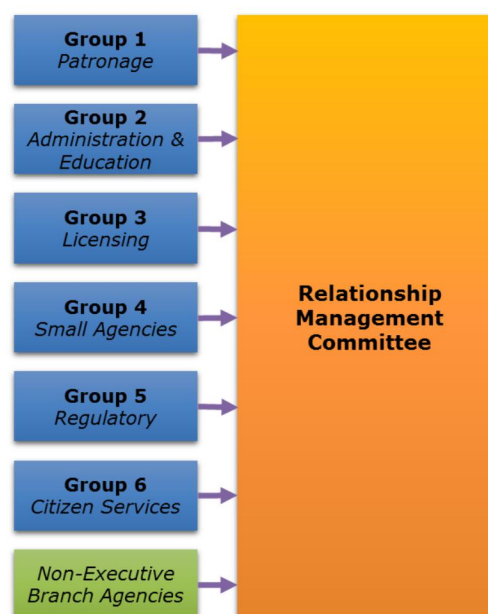 Group 1
Patronage
Group 2
Administration &
Education
Group 3
Licensing
Group 4
Small Agencies
Group 5
Regulatory
Group 6
Citizen Services
Non-Executive
Branch Agencies
Relationship
Management
Committee